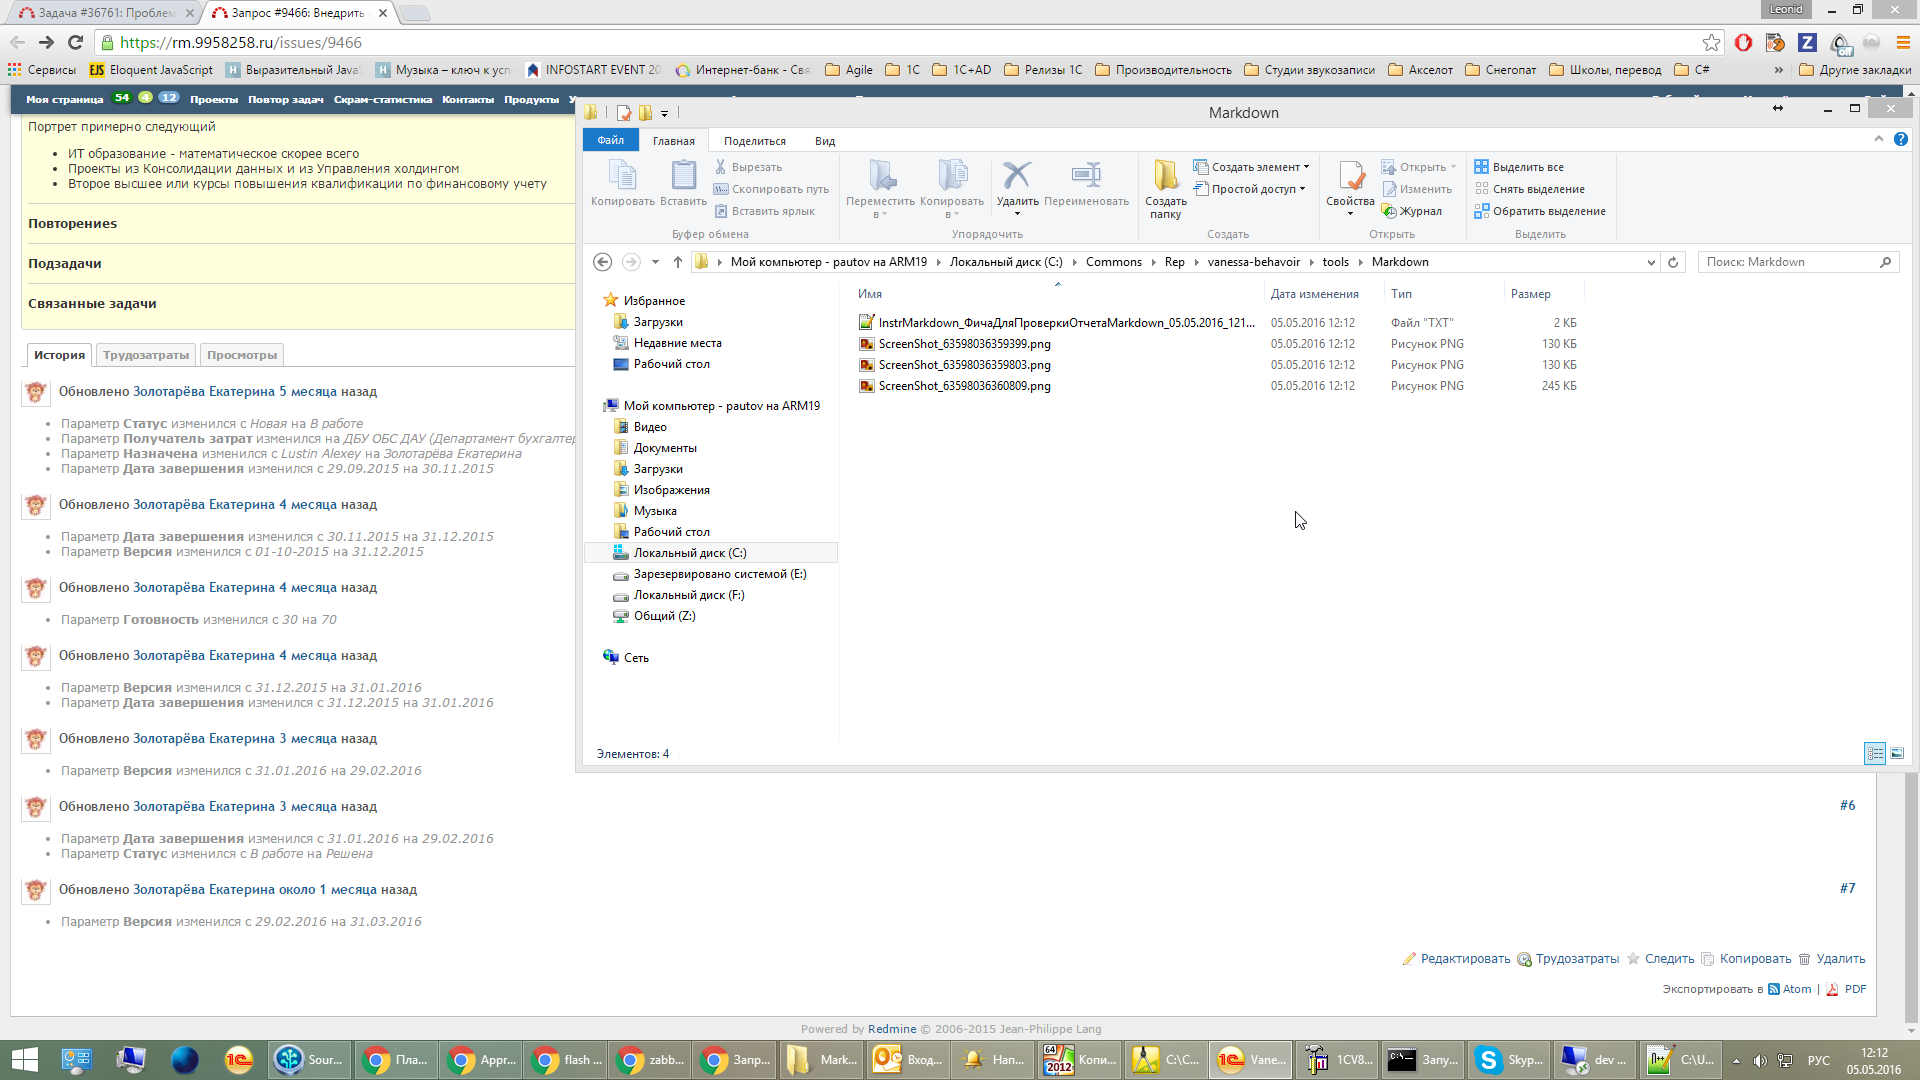 Задача #36761: Проблем
Запрос #9466: Внедрить
Leonid
https://rm.9958258.ru/issues/9466
Сервисы
EJS Eloquent JavaScript
H Выразительный Java
H Музыка – ключ к усп
INFOSTART EVENT 20
Интернет-банк - Свя
Agile
1C
1C+AD
Релизы 1С
Производительность
Студии звукозаписи
Акселот
Снегопат
Школы, перевод
C#
»
Другие закладки
Моя страница 54 4 12 Проекты Повтор задач Скрам-статистика Контакты Продукты
Портрет примерно следующий
• ИТ образование - математическое скорее всего
• Проекты из Консолидации данных и из Управления холдингом
• Второе высшее или курсы повышения квалификации по финансовому учету
Повторениеs
Подзадачи
Связанные задачи
История Трудозатраты Просмотры
Обновлено Золотарёва Екатерина 5 месяца назад
• Параметр Статус изменился с Новая на В работе
• Параметр Получатель затрат изменился на ДБУ ОБС ДАУ (Департамент бухгалтер
• Параметр Назначена изменился с Lustin Alexey на Золотарёва Екатерина
• Параметр Дата завершения изменился с 29.09.2015 на 30.11.2015
Обновлено Золотарёва Екатерина 4 месяца назад
• Параметр Дата завершения изменился с 30.11.2015 на 31.12.2015
• Параметр Версия изменился с 01-10-2015 на 31.12.2015
Обновлено Золотарёва Екатерина 4 месяца назад
• Параметр Готовность изменился с 30 на 70
Обновлено Золотарёва Екатерина 4 месяца назад
• Параметр Версия изменился с 31.12.2015 на 31.01.2016
• Параметр Дата завершения изменился с 31.12.2015 на 31.01.2016
Обновлено Золотарёва Екатерина 3 месяца назад
• Параметр Версия изменился с 31.01.2016 на 29.02.2016
Обновлено Золотарёва Екатерина 3 месяца назад #6
• Параметр Дата завершения изменился с 31.01.2016 на 29.02.2016
• Параметр Статус изменился с В работе на Решена
Обновлено Золотарёва Екатерина около 1 месяца назад #7
• Параметр Версия изменился с 29.02.2016 на 31.03.2016
Редактировать Трудозатраты Следить Копировать Удалить
Экспортировать в Atom | PDF
Powered by Redmine © 2006-2015 Jean-Philippe Lang
Markdown
Файл Главная Поделиться Вид
Копировать
Вставить
Вырезать
Скопировать путь
Вставить ярлык
Буфер обмена
Переместить в
Копировать в
Удалить
Переименовать
Упорядочить
Создать папку
Создать элемент
Простой доступ
Создать
Свойства
Открыть
Изменить
Журнал
Открыть
Выделить все
Снять выделение
Обратить выделение
Выделить
Мой компьютер - pautov на ARM19
Локальный диск (C:)
Commons
Rep
vanessa-behavoir
tools
Markdown
Поиск: Markdown
Избранное
Загрузки
Недавние места
Рабочий стол
Мой компьютер - pautov на ARM19
Видео
Документы
Загрузки
Изображения
Музыка
Рабочий стол
Локальный диск (C:)
Зарезервировано системой (E:)
Локальный диск (F:)
Общий (Z:)
Сеть
Имя Дата изменения Тип Размер
InstrMarkdown_ФичаДляПроверкиОтчетаMarkdown_05.05.2016_121... 05.05.2016 12:12 Файл "TXT" 2 КБ
ScreenShot_63598036359399.png 05.05.2016 12:12 Рисунок PNG 130 КБ
ScreenShot_63598036359803.png 05.05.2016 12:12 Рисунок PNG 130 КБ
ScreenShot_63598036360809.png 05.05.2016 12:12 Рисунок PNG 245 КБ
Элементов: 4
Sour...
Пла...
Appr...
flash ...
zabb...
Запр...
Mark...
Вход...
Нап...
64 2012 Копи...
C:\C...
Vane...
1CV8...
Запу...
Skyp...
dev ...
C:\U...
РУС
12:12
05.05.2016